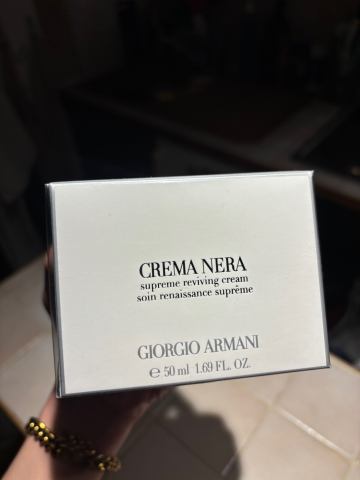 CREMA NERA
supreme reviving cream
soin renaissance suprême
GIORGIO ARMANI
℮ 50 ml 1.69 FL. OZ.